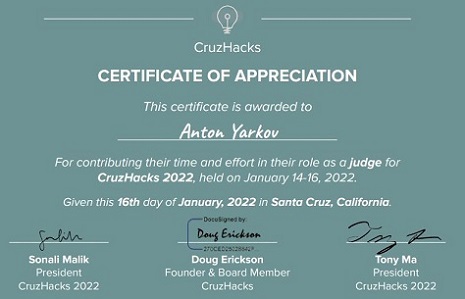 CruzHacks
CERTIFICATE OF APPRECIATION
This certificate is awarded to
Anton Yarkov
For contributing their time and effort in their role as a judge for
CruzHacks 2022, held on January 14-16, 2022.
Given this 16th day of January, 2022 in Santa Cruz, California.
DocuSigned by:
Doug Erickson
Sonali Malik
President
CruzHacks 2022
Doug Erickson
Founder & Board Member
CruzHacks
Tony Ma
President
CruzHacks 2022